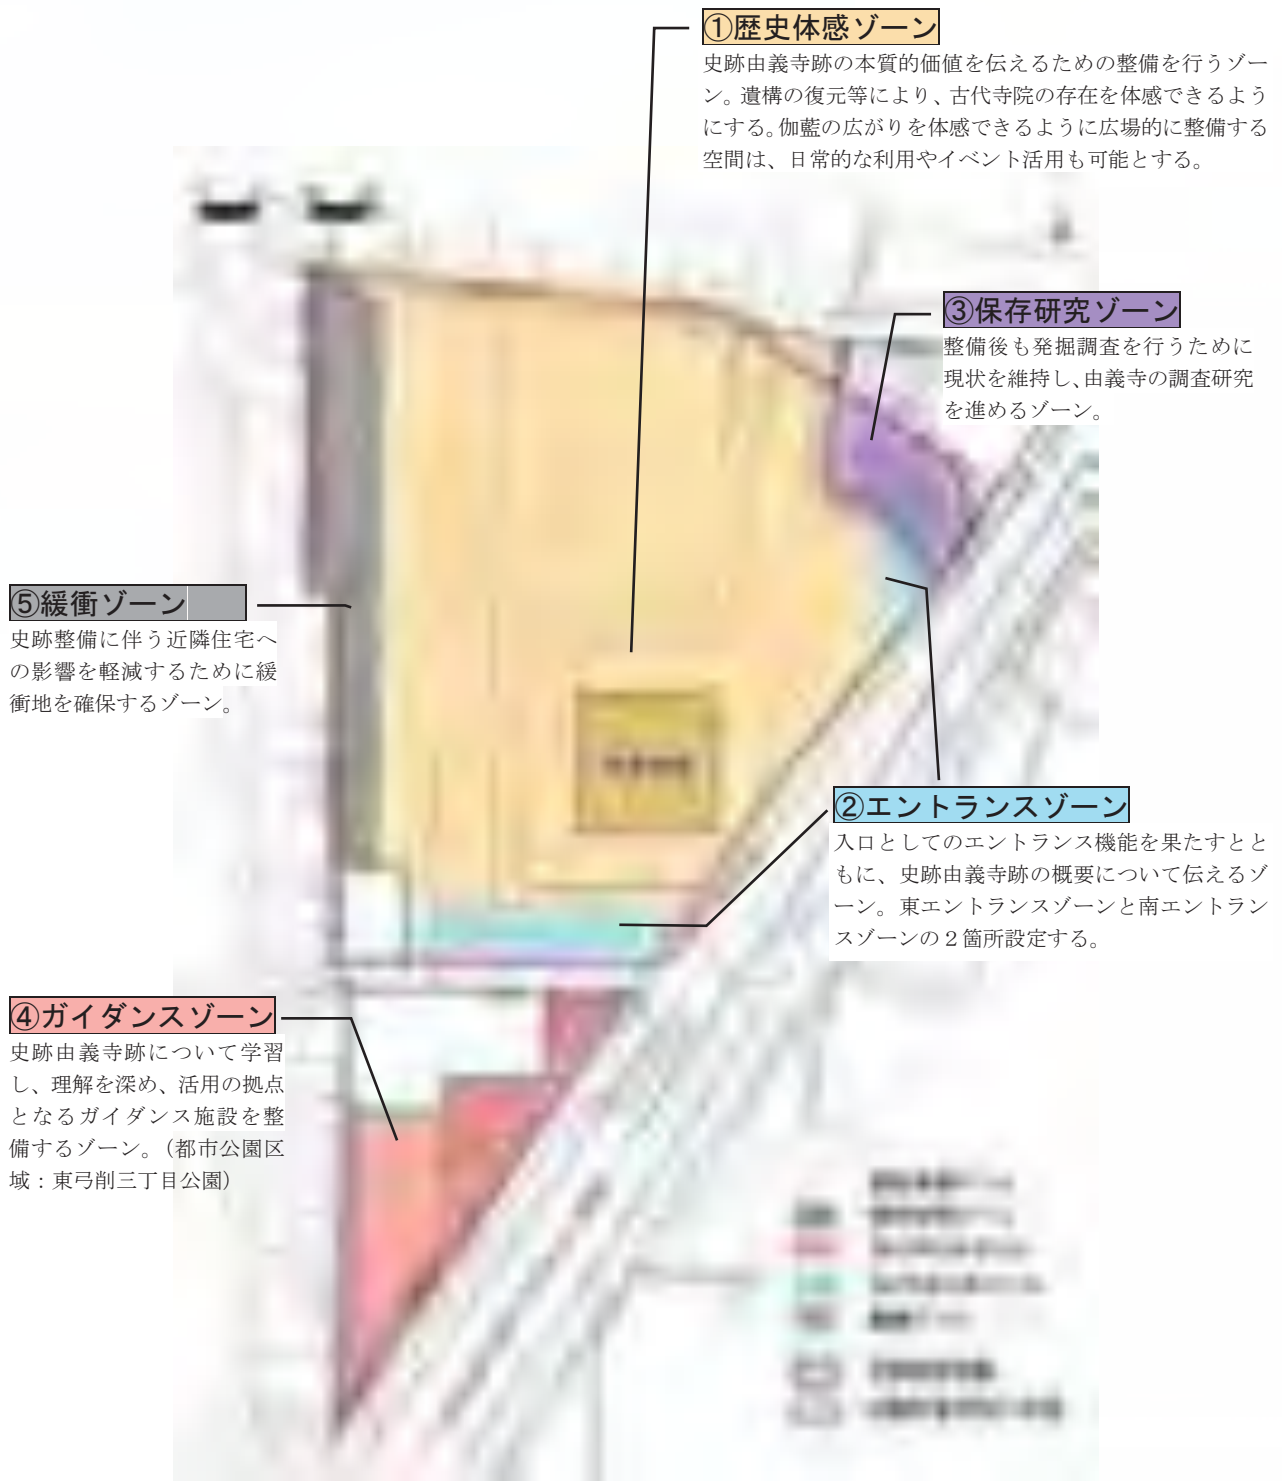 ①歴史体感ゾーン
史跡由義寺跡の本質的価値を伝えるための整備を行うゾー
ン。遺構の復元等により、古代寺院の存在を体感できるよう
にする。伽藍の広がりを体感できるように広場的に整備する
空間は、日常的な利用やイベント活用も可能とする。
③保存研究ゾーン
整備後も発掘調査を行うために
現状を維持し、由義寺の調査研究
を進めるゾーン。
⑤緩衝ゾーン
史跡整備に伴う近隣住宅へ
の影響を軽減するために緩
衝地を確保するゾーン。
②エントランスゾーン
入口としてのエントランス機能を果たすとと
もに、史跡由義寺跡の概要について伝えるゾ
ーン。東エントランスゾーンと南エントラン
スゾーンの２箇所設定する。
④ガイダンスゾーン
史跡由義寺跡について学習
し、理解を深め、活用の拠点
となるガイダンス施設を整
備するゾーン。（都市公園区
域：東弓削三丁目公園）